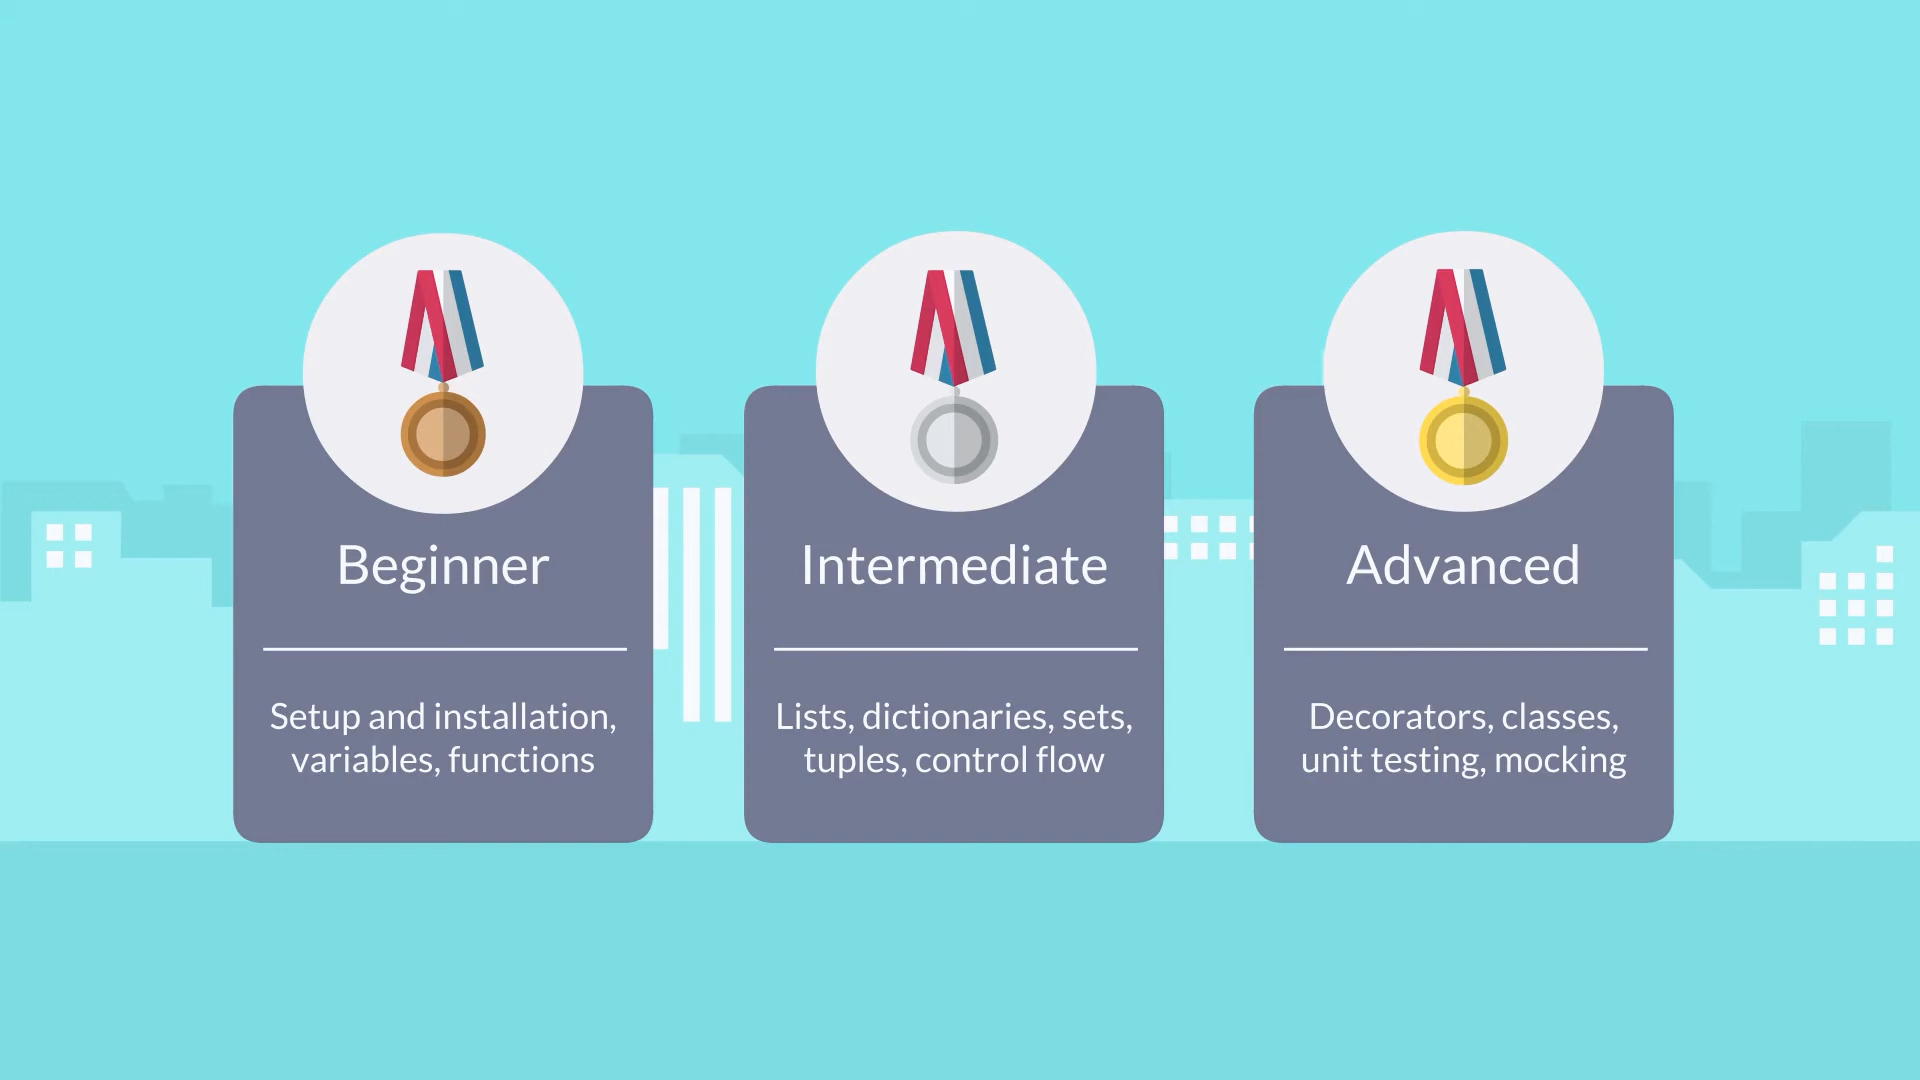 Beginner
Setup and installation,
variables, functions
Intermediate
Lists, dictionaries, sets,
tuples, control flow
Advanced
Decorators, classes,
unit testing, mocking